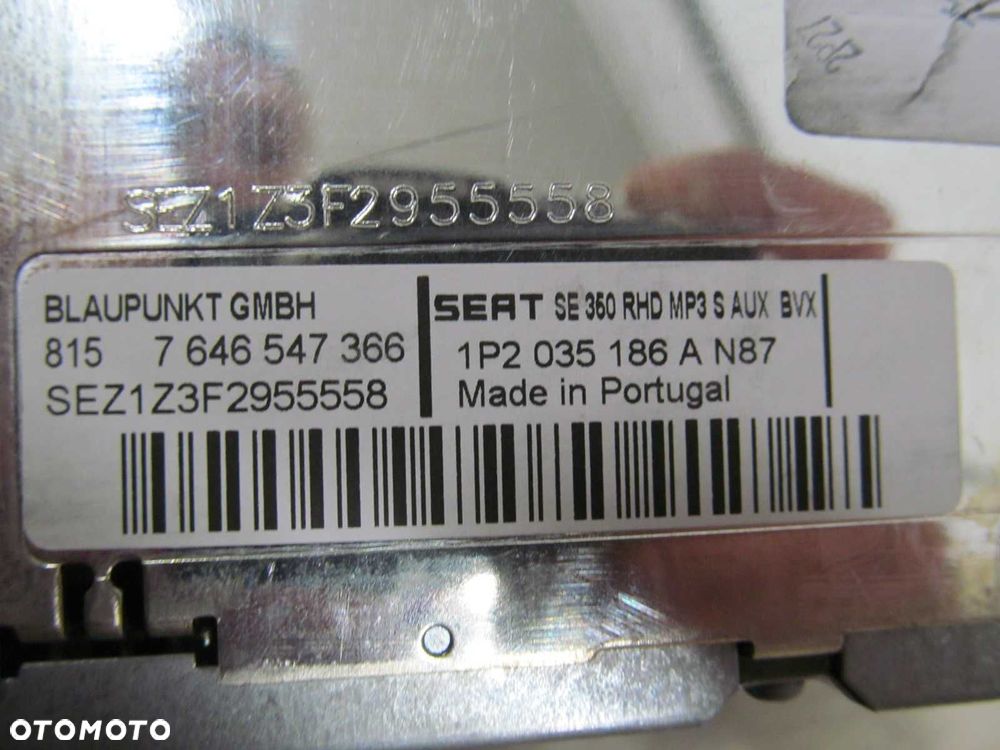 SEZ1Z3F2955558
BLAUPUNKT GMBH
815 7 646 547 366
SEZ1Z3F2955558
SEAT SE 360 RHD MP3 S AUX BVX
1P2 035 186 A N87
Made in Portugal
OTOMOTO